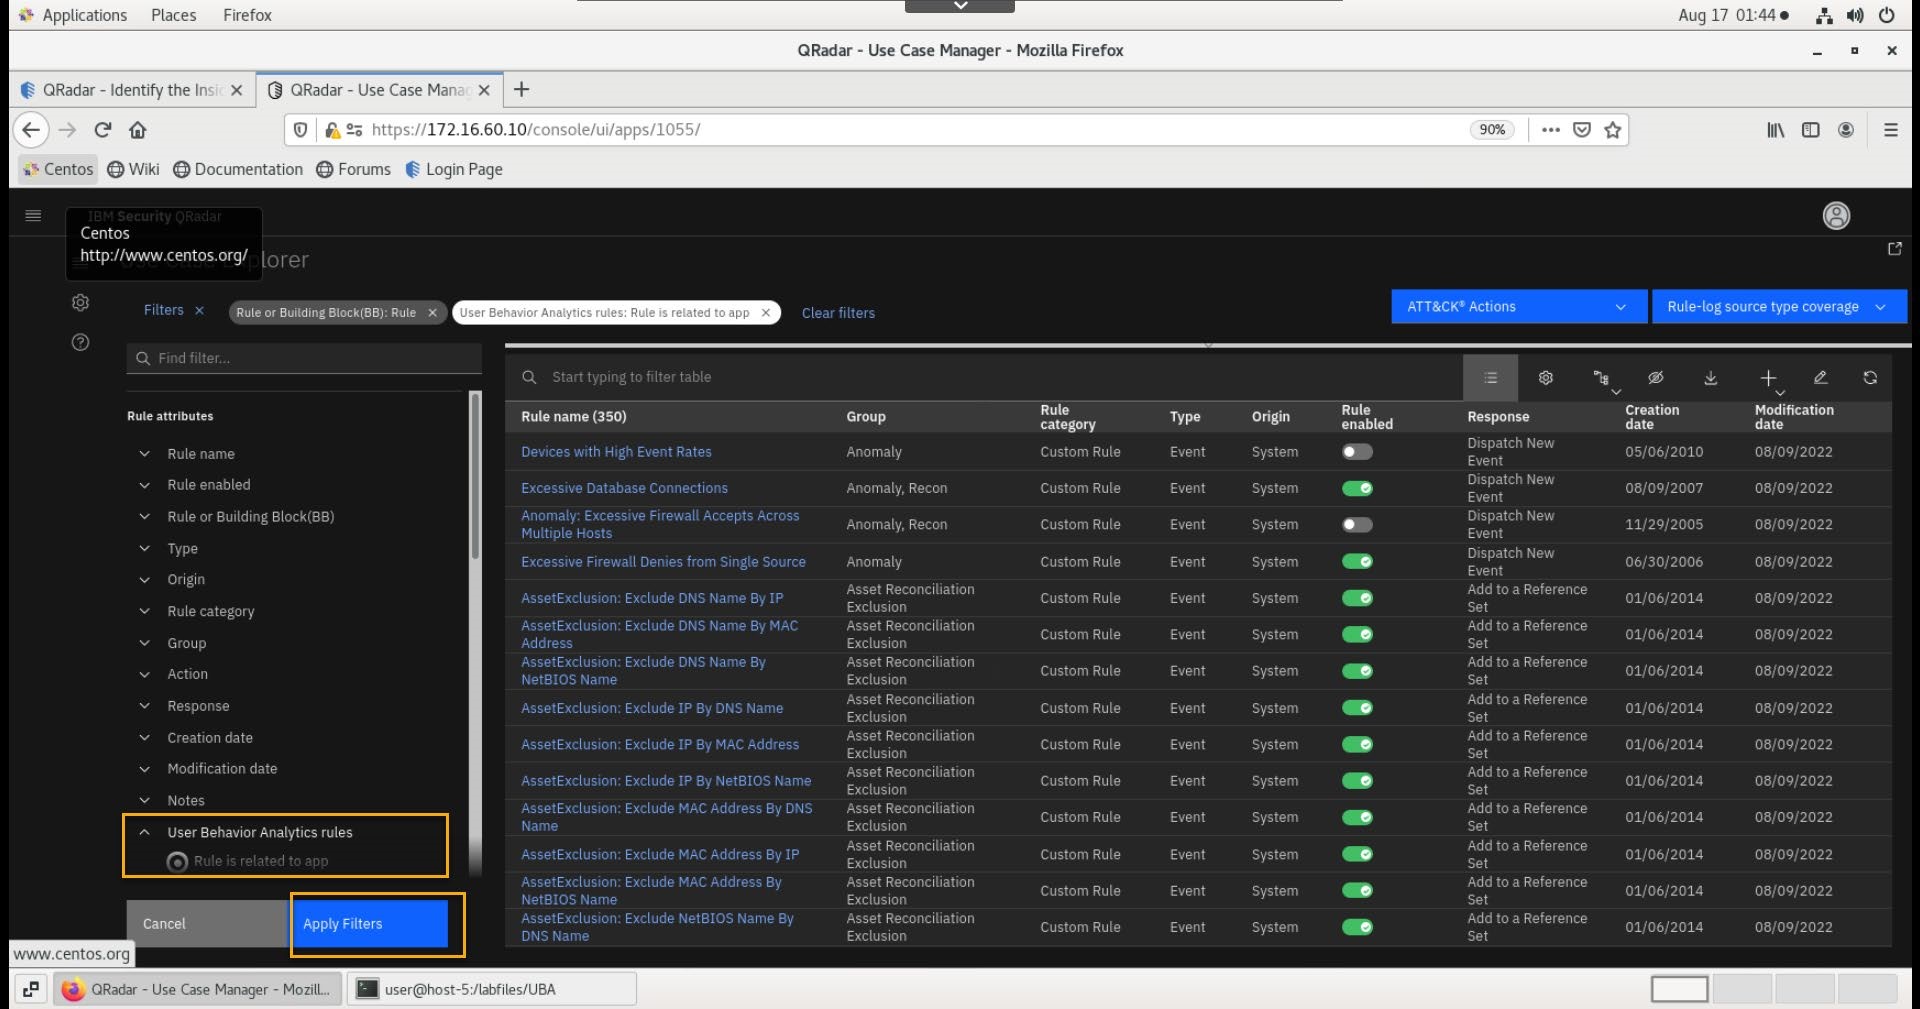 Applications Places Firefox Aug 17 01:44
QRadar - Use Case Manager - Mozilla Firefox
QRadar - Identify the Insi QRadar - Use Case Manag
https://172.16.60.10/console/ui/apps/1055/ 90%
Centos Wiki Documentation Forums Login Page
IBM Security QRadar
Centos
http://www.centos.org/
Filters Rule or Building Block(BB): Rule User Behavior Analytics rules: Rule is related to app Clear filters ATT&CK® Actions Rule-log source type coverage
Find filter...
Rule attributes
Rule name
Rule enabled
Rule or Building Block(BB)
Type
Origin
Rule category
Group
Action
Response
Creation date
Modification date
Notes
User Behavior Analytics rules
Rule is related to app
Cancel Apply Filters
Start typing to filter table
Rule name (350) Group Rule category Type Origin Rule enabled Response Creation date Modification date
Devices with High Event Rates Anomaly Custom Rule Event System Dispatch New Event 05/06/2010 08/09/2022
Excessive Database Connections Anomaly, Recon Custom Rule Event System Dispatch New Event 08/09/2007 08/09/2022
Anomaly: Excessive Firewall Accepts Across Multiple Hosts Anomaly, Recon Custom Rule Event System Dispatch New Event 11/29/2005 08/09/2022
Excessive Firewall Denies from Single Source Anomaly Custom Rule Event System Dispatch New Event 06/30/2006 08/09/2022
AssetExclusion: Exclude DNS Name By IP Asset Reconciliation Exclusion Custom Rule Event System Add to a Reference Set 01/06/2014 08/09/2022
AssetExclusion: Exclude DNS Name By MAC Address Asset Reconciliation Exclusion Custom Rule Event System Add to a Reference Set 01/06/2014 08/09/2022
AssetExclusion: Exclude DNS Name By NetBIOS Name Asset Reconciliation Exclusion Custom Rule Event System Add to a Reference Set 01/06/2014 08/09/2022
AssetExclusion: Exclude IP By DNS Name Asset Reconciliation Exclusion Custom Rule Event System Add to a Reference Set 01/06/2014 08/09/2022
AssetExclusion: Exclude IP By MAC Address Asset Reconciliation Exclusion Custom Rule Event System Add to a Reference Set 01/06/2014 08/09/2022
AssetExclusion: Exclude IP By NetBIOS Name Asset Reconciliation Exclusion Custom Rule Event System Add to a Reference Set 01/06/2014 08/09/2022
AssetExclusion: Exclude MAC Address By DNS Name Asset Reconciliation Exclusion Custom Rule Event System Add to a Reference Set 01/06/2014 08/09/2022
AssetExclusion: Exclude MAC Address By IP Asset Reconciliation Exclusion Custom Rule Event System Add to a Reference Set 01/06/2014 08/09/2022
AssetExclusion: Exclude MAC Address By NetBIOS Name Asset Reconciliation Exclusion Custom Rule Event System Add to a Reference Set 01/06/2014 08/09/2022
AssetExclusion: Exclude NetBIOS Name By DNS Name Asset Reconciliation Exclusion Custom Rule Event System Add to a Reference Set 01/06/2014 08/09/2022
www.centos.org
QRadar - Use Case Manager - Mozill... user@host-5:/labfiles/UBA